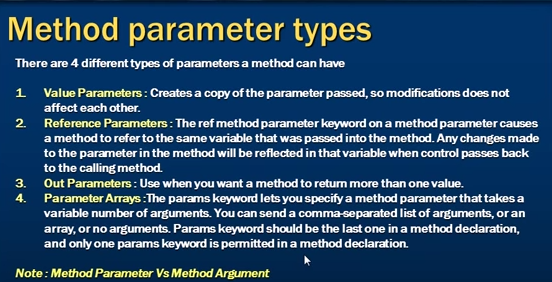 Method parameter types
There are 4 different types of parameters a method can have
1. Value Parameters : Creates a copy of the parameter passed, so modifications does not
affect each other.
2. Reference Parameters : The ref method parameter keyword on a method parameter causes
a method to refer to the same variable that was passed into the method. Any changes made
to the parameter in the method will be reflected in that variable when control passes back
to the calling method.
3. Out Parameters : Use when you want a method to return more than one value.
4. Parameter Arrays :The params keyword lets you specify a method parameter that takes a
variable number of arguments. You can send a comma-separated list of arguments, or an
array, or no arguments. Params keyword should be the last one in a method declaration,
and only one params keyword is permitted in a method declaration.
Note : Method Parameter Vs Method Argument